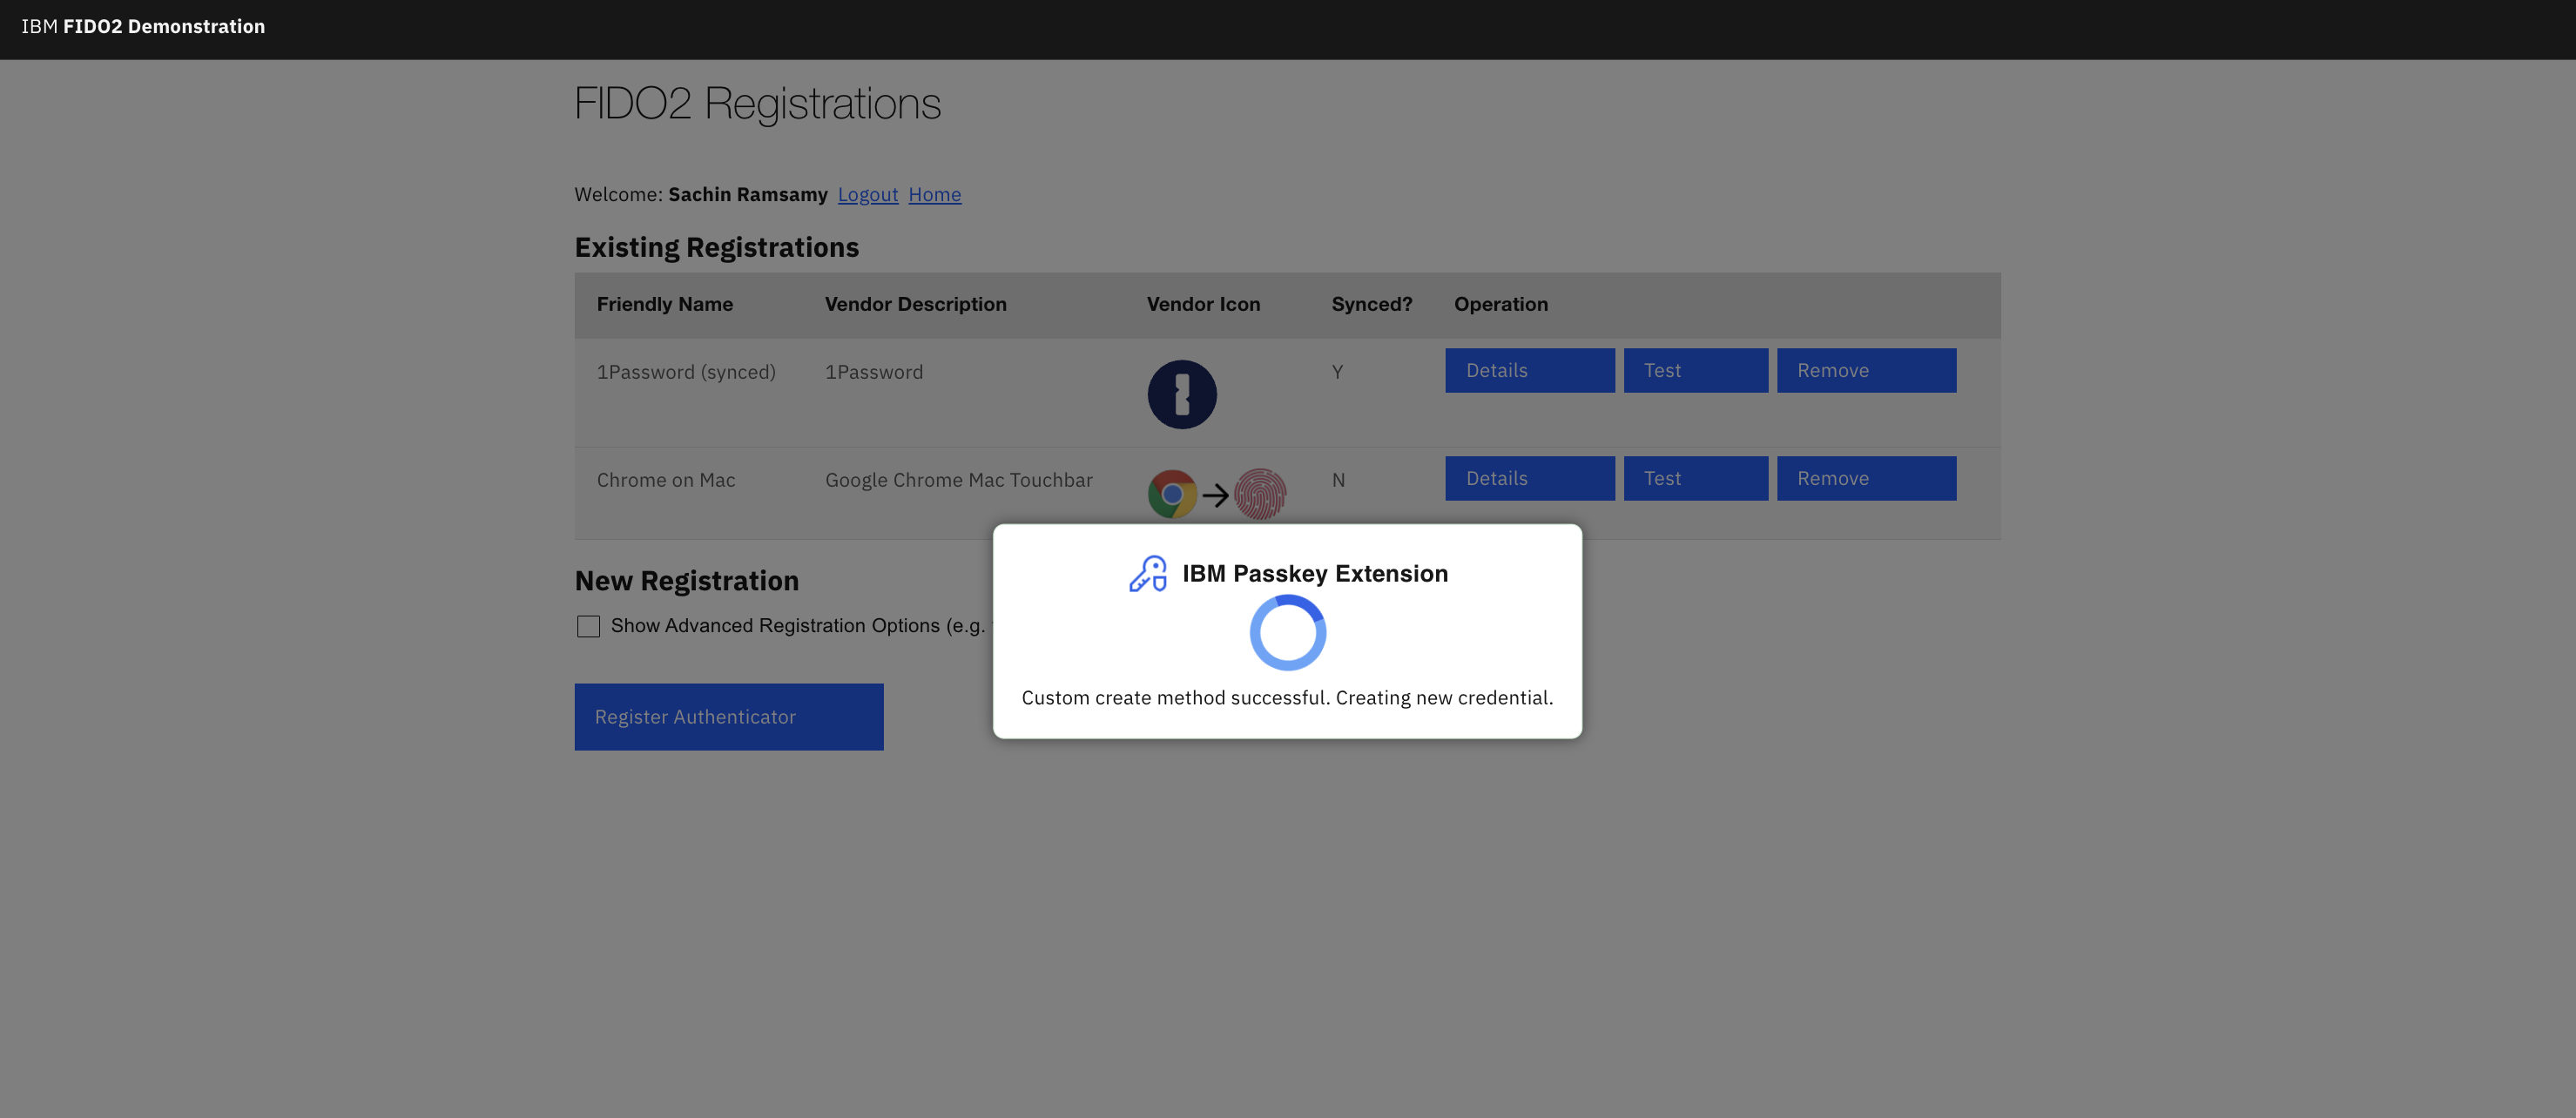 IBM FIDO2 Demonstration
FIDO2 Registrations
Welcome: Sachin Ramsamy Logout Home
Existing Registrations
Friendly Name Vendor Description Vendor Icon Synced? Operation
1Password (synced) 1Password Y Details Test Remove
Chrome on Mac Google Chrome Mac Touchbar N Details Test Remove
IBM Passkey Extension
New Registration
Show Advanced Registration Options (e.g.
Custom create method successful. Creating new credential.
Register Authenticator